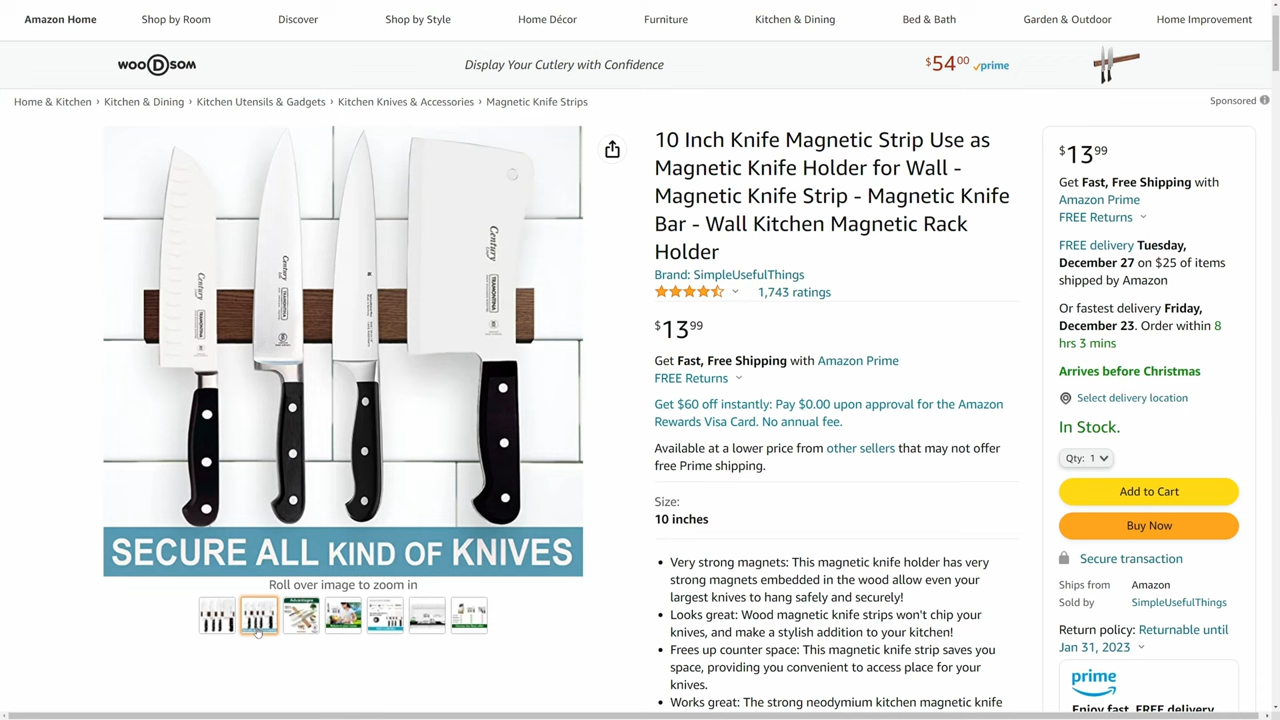 Amazon Home
Shop by Room
Discover
Shop by Style
Home Décor
Furniture
Kitchen & Dining
Bed & Bath
Garden & Outdoor
Home Improvement
WOODSOM
Display Your Cutlery with Confidence
$5400 prime
Home & Kitchen › Kitchen & Dining › Kitchen Utensils & Gadgets › Kitchen Knives & Accessories › Magnetic Knife Strips
Sponsored
Century
Century
Century
TRAMONTINA
SECURE ALL KIND OF KNIVES
Roll over image to zoom in
10 Inch Knife Magnetic Strip Use as
Magnetic Knife Holder for Wall -
Magnetic Knife Strip - Magnetic Knife
Bar - Wall Kitchen Magnetic Rack
Holder
Brand: SimpleUsefulThings
1,743 ratings
$1399
Get Fast, Free Shipping with Amazon Prime
FREE Returns
Get $60 off instantly: Pay $0.00 upon approval for the Amazon
Rewards Visa Card. No annual fee.
Available at a lower price from other sellers that may not offer
free Prime shipping.
Size:
10 inches
• Very strong magnets: This magnetic knife holder has very
strong magnets embedded in the wood allow even your
largest knives to hang safely and securely!
• Looks great: Wood magnetic knife strips won't chip your
knives, and make a stylish addition to your kitchen!
• Frees up counter space: This magnetic knife strip saves you
space, providing you convenient to access place for your
knives.
• Works great: The strong neodymium kitchen magnetic knife
$1399
Get Fast, Free Shipping with
Amazon Prime
FREE Returns
FREE delivery Tuesday,
December 27 on $25 of items
shipped by Amazon
Or fastest delivery Friday,
December 23. Order within 8
hrs 3 mins
Arrives before Christmas
Select delivery location
In Stock.
Qty: 1
Add to Cart
Buy Now
Secure transaction
Ships from Amazon
Sold by SimpleUsefulThings
Return policy: Returnable until
Jan 31, 2023
prime
Enjoy fast, FREE delivery,